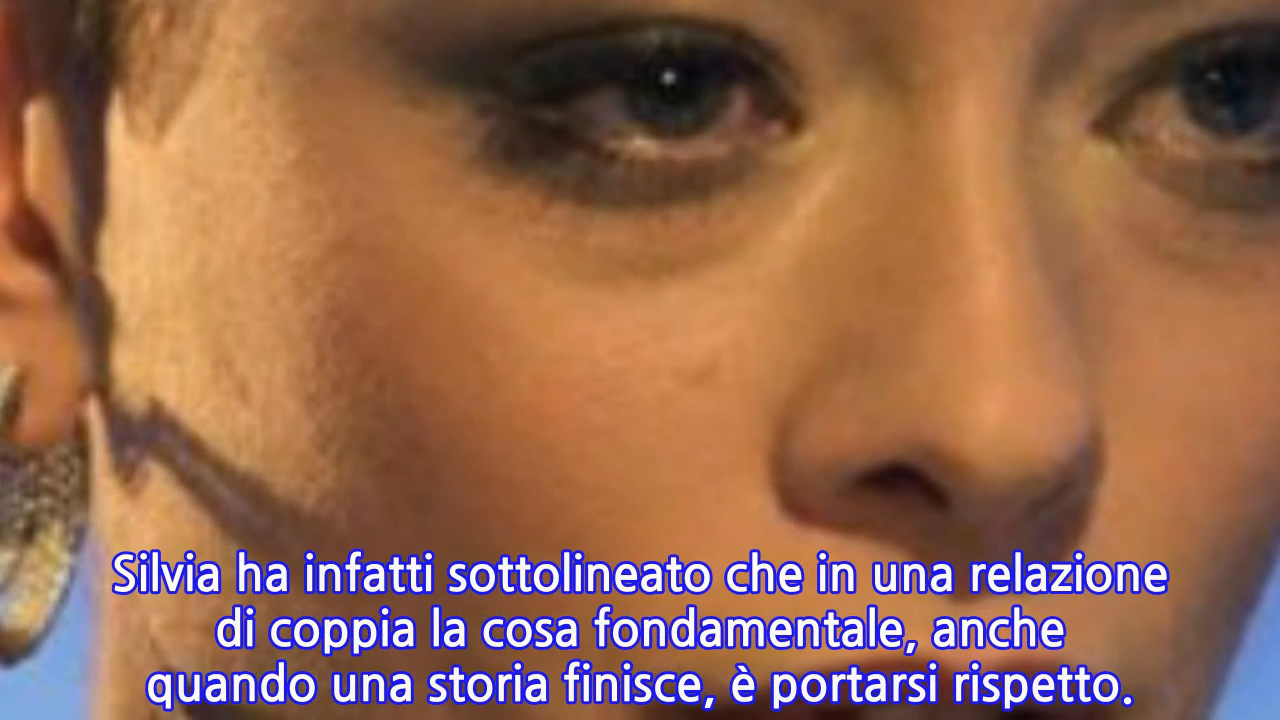 Silvia ha infatti sottolineato che in una relazione
di coppia la cosa fondamentale, anche
quando una storia finisce, è portarsi rispetto.